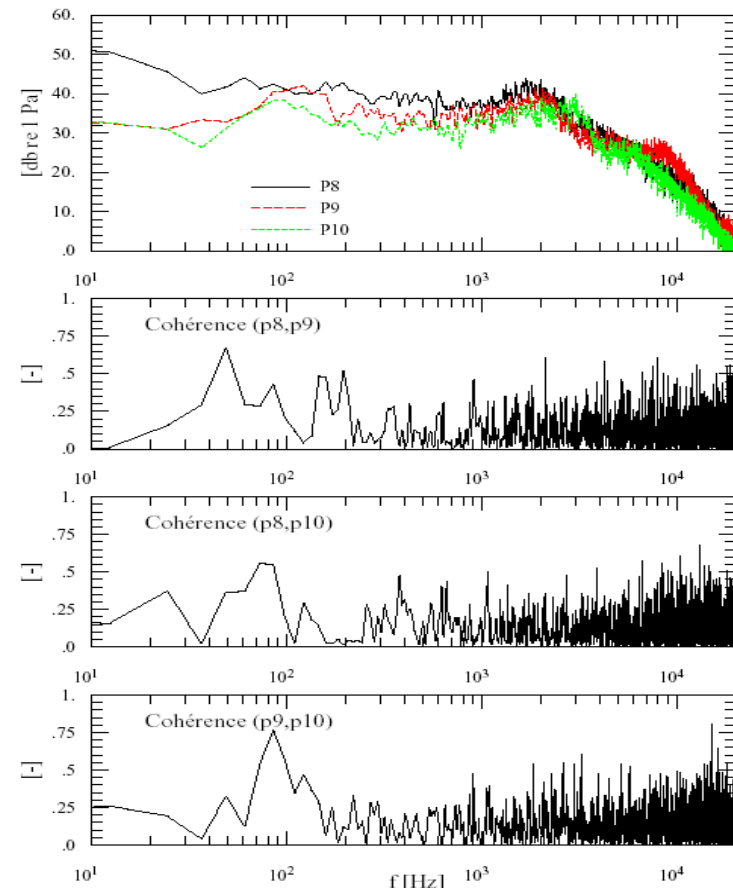 60.
50.
40.
30.
20.
10.
.0
[db re 1 Pa]
P8
P9
P10
10¹ 10² 10³ 10⁴
1.
.75
.5
.25
.0
[-]
Cohérence (p8,p9)
10¹ 10² 10³ 10⁴
1.
.75
.5
.25
.0
[-]
Cohérence (p8,p10)
10¹ 10² 10³ 10⁴
1.
.75
.5
.25
.0
[-]
Cohérence (p9,p10)
10¹ 10² 10³ 10⁴
f [Hz]